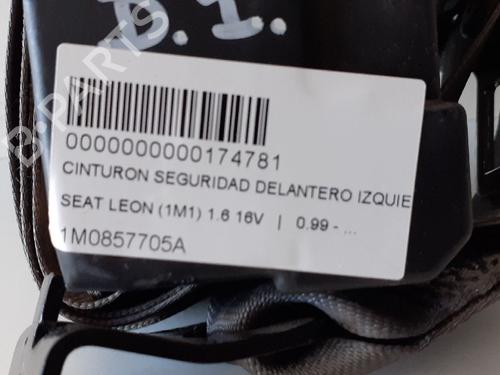 D.I.
0000000000174781
CINTURON SEGURIDAD DELANTERO IZQUIE
SEAT LEON (1M1) 1.6 16V | 0.99 - ...
1M0857705A
B-PARTS